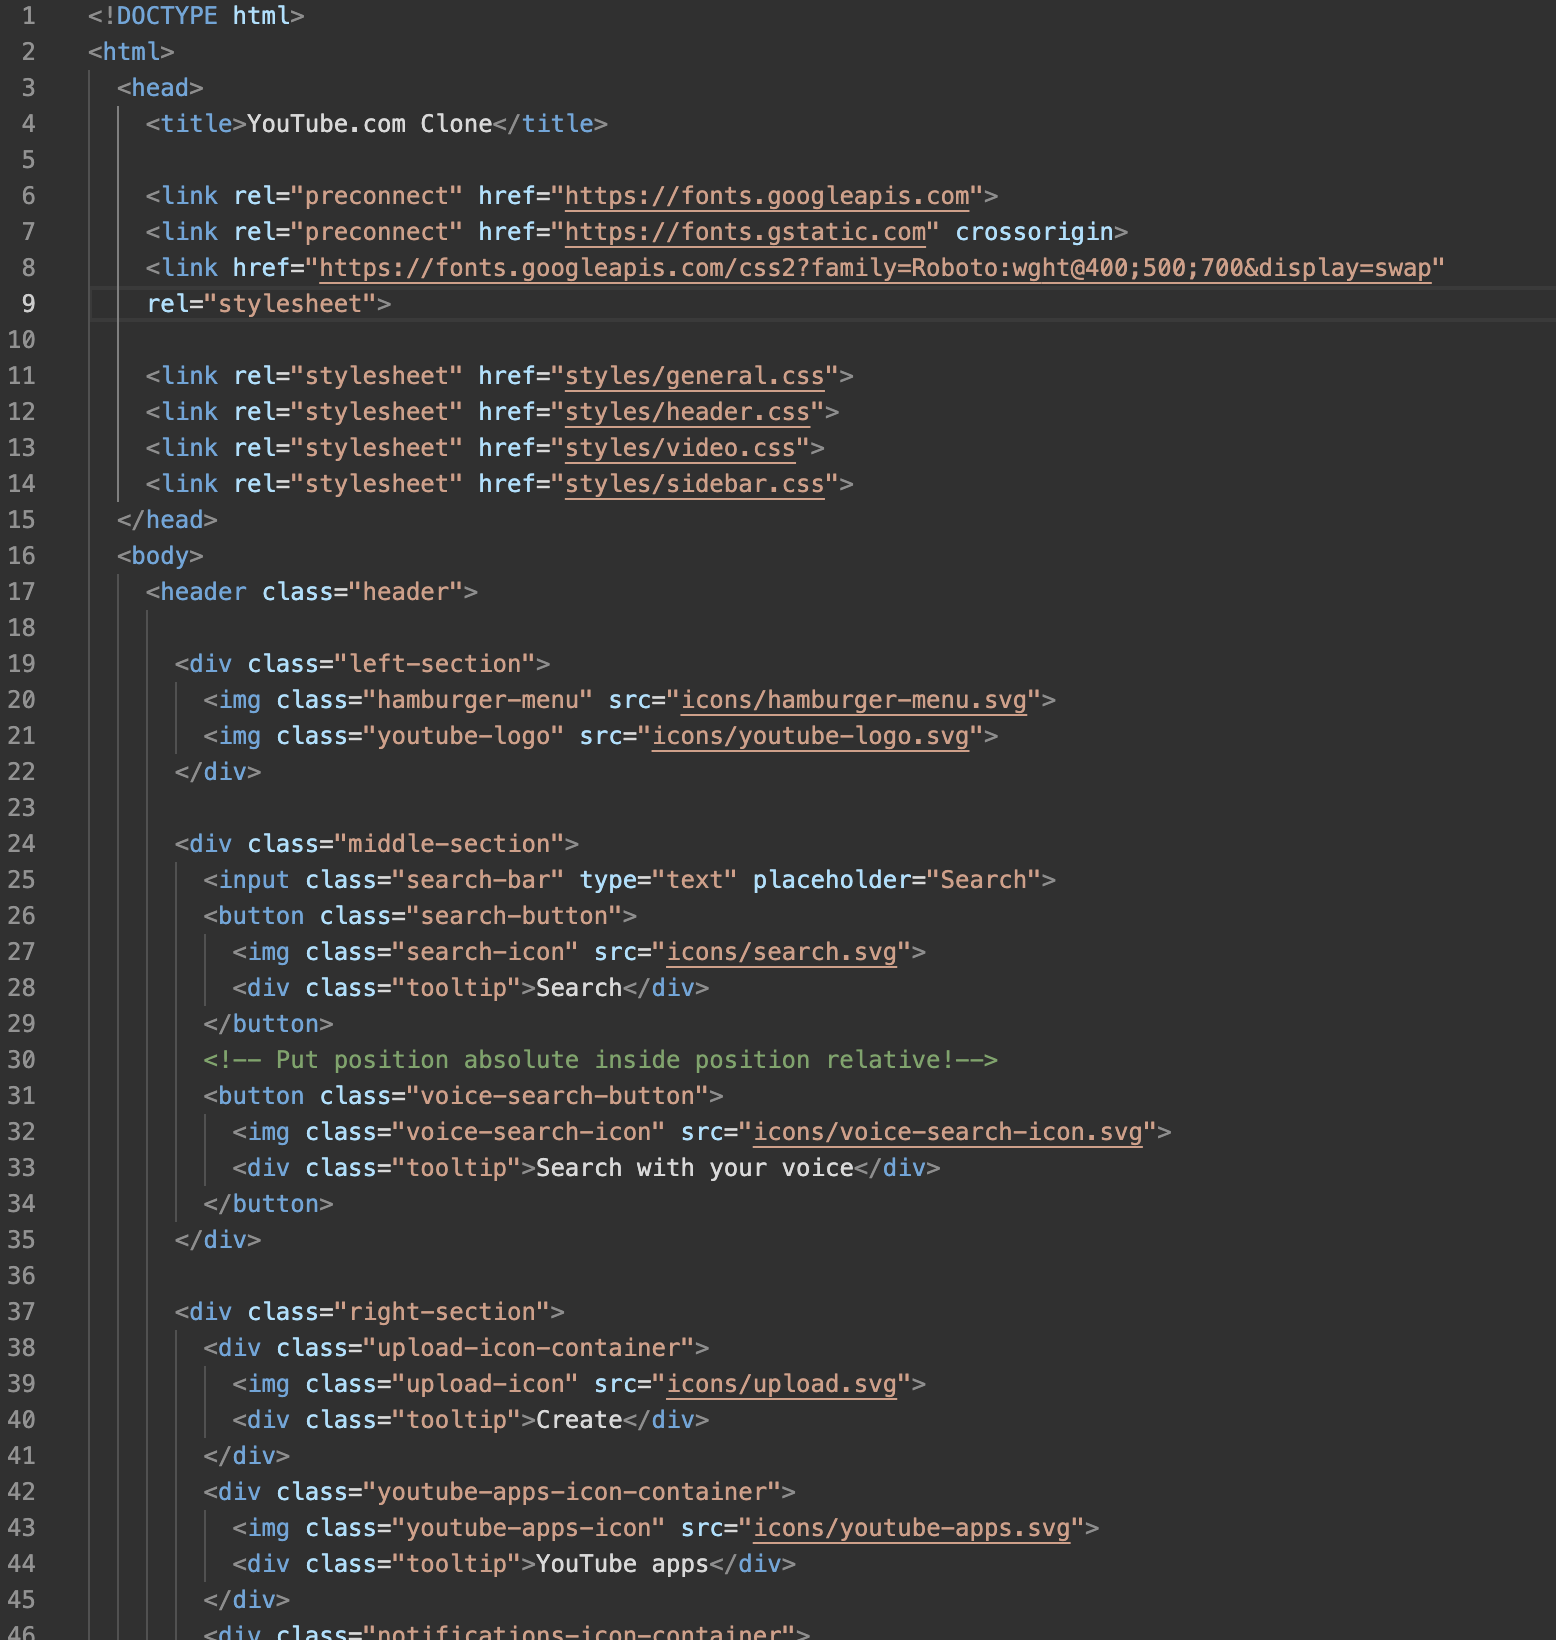 1 <!DOCTYPE html>
2 <html>
3   <head>
4     <title>YouTube.com Clone</title>
5
6     <link rel="preconnect" href="https://fonts.googleapis.com">
7     <link rel="preconnect" href="https://fonts.gstatic.com" crossorigin>
8     <link href="https://fonts.googleapis.com/css2?family=Roboto:wght@400;500;700&display=swap"
9     rel="stylesheet">
10
11     <link rel="stylesheet" href="styles/general.css">
12     <link rel="stylesheet" href="styles/header.css">
13     <link rel="stylesheet" href="styles/video.css">
14     <link rel="stylesheet" href="styles/sidebar.css">
15   </head>
16   <body>
17     <header class="header">
18
19       <div class="left-section">
20         <img class="hamburger-menu" src="icons/hamburger-menu.svg">
21         <img class="youtube-logo" src="icons/youtube-logo.svg">
22       </div>
23
24       <div class="middle-section">
25         <input class="search-bar" type="text" placeholder="Search">
26         <button class="search-button">
27           <img class="search-icon" src="icons/search.svg">
28           <div class="tooltip">Search</div>
29         </button>
30         <!-- Put position absolute inside position relative!-->
31         <button class="voice-search-button">
32           <img class="voice-search-icon" src="icons/voice-search-icon.svg">
33           <div class="tooltip">Search with your voice</div>
34         </button>
35       </div>
36
37       <div class="right-section">
38         <div class="upload-icon-container">
39           <img class="upload-icon" src="icons/upload.svg">
40           <div class="tooltip">Create</div>
41         </div>
42         <div class="youtube-apps-icon-container">
43           <img class="youtube-apps-icon" src="icons/youtube-apps.svg">
44           <div class="tooltip">YouTube apps</div>
45         </div>
46         <div class="notifications-icon-container">